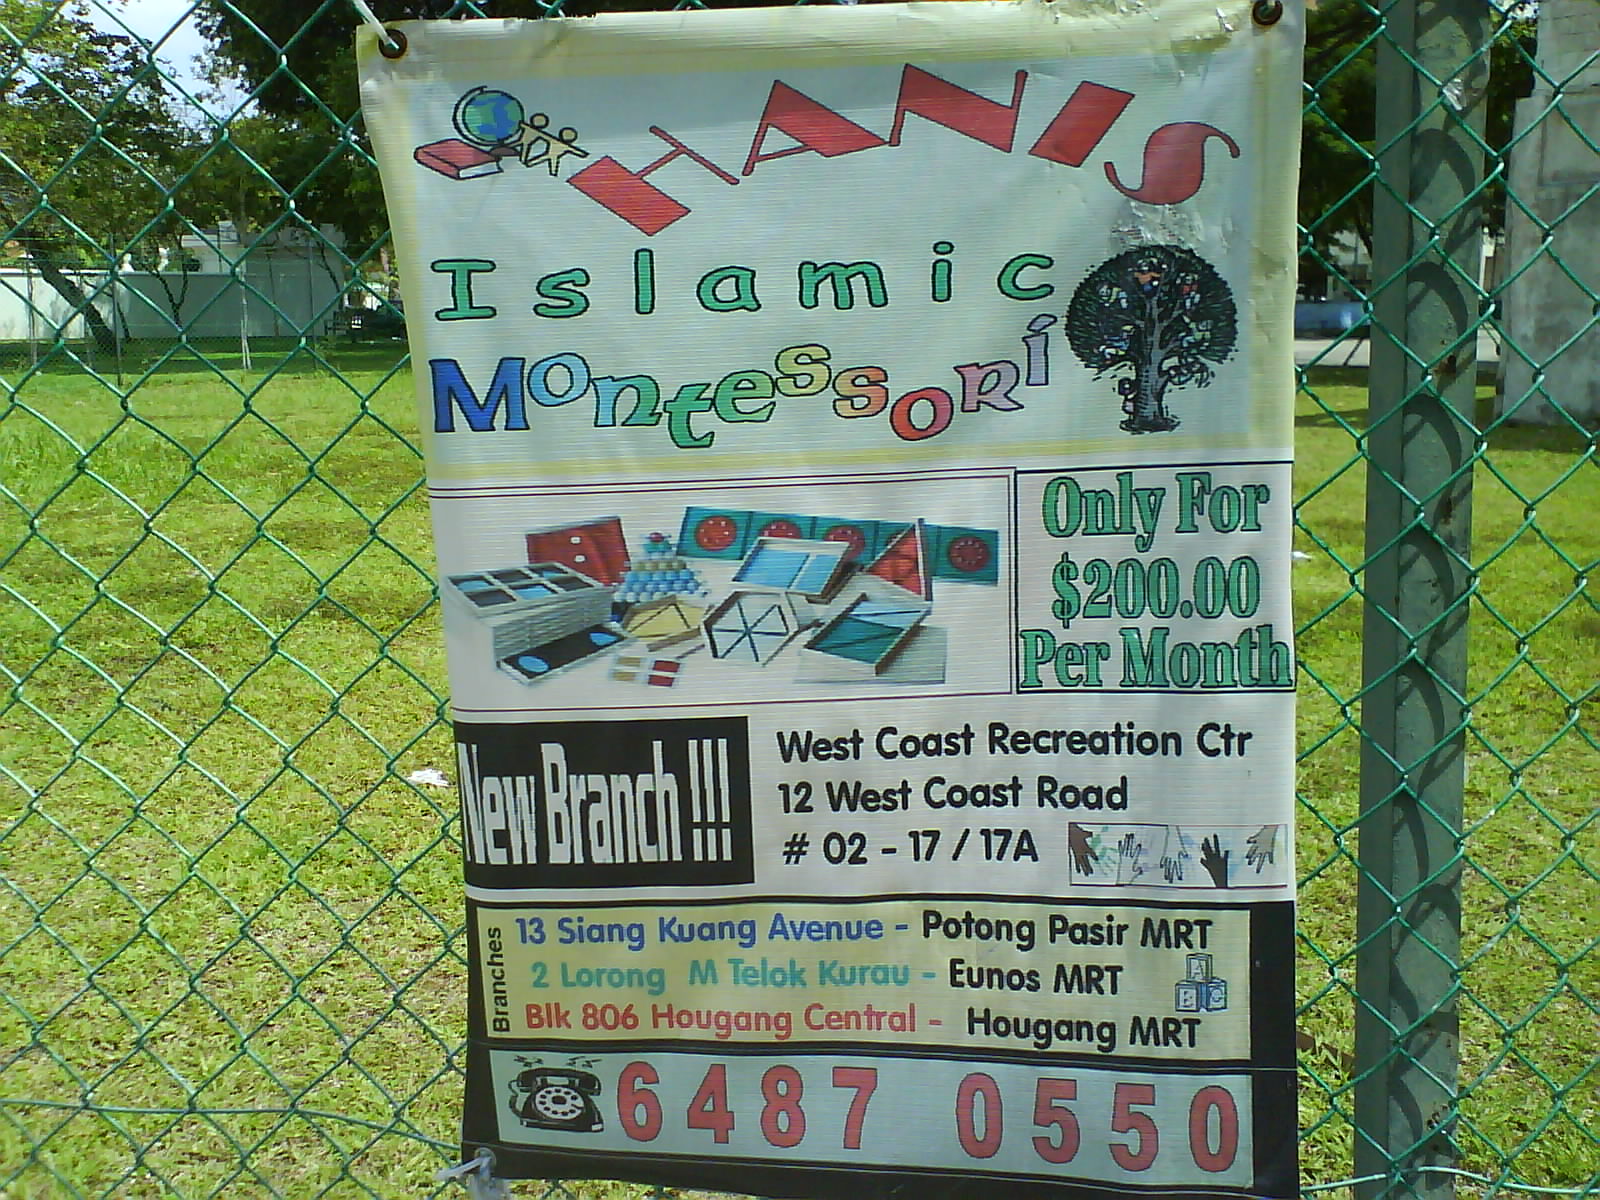 HANIS
Islamic
Montessori
Only For
$200.00
Per Month
New Branch !!!
West Coast Recreation Ctr
12 West Coast Road
# 02 - 17 / 17A
Branches
13 Siang Kuang Avenue - Potong Pasir MRT
2 Lorong M Telok Kurau - Eunos MRT
Blk 806 Hougang Central - Hougang MRT
A
B C
6487 0550